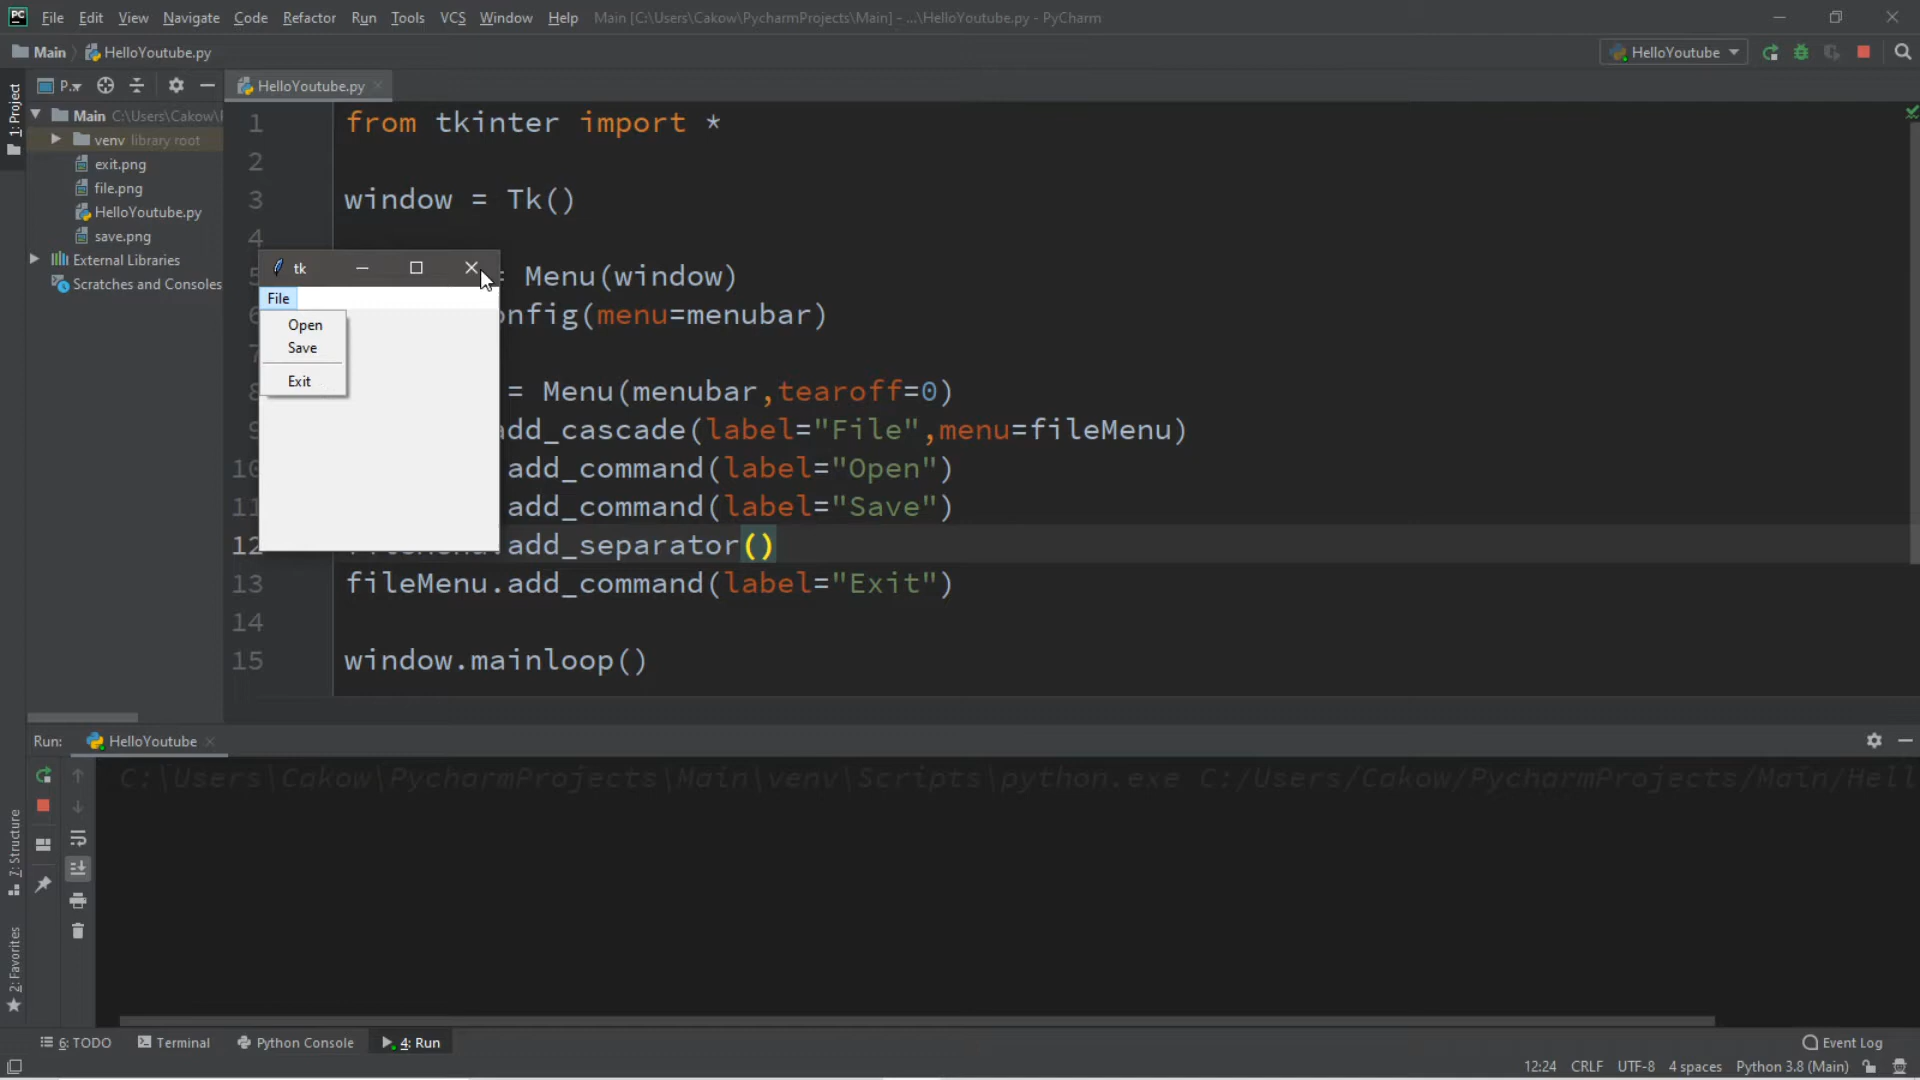 PC File Edit View Navigate Code Refactor Run Tools VCS Window Help Main [C:\Users\Cakow\PycharmProjects\Main] - ...\HelloYoutube.py - PyCharm
Main HelloYoutube.py HelloYoutube
1: Project
P... HelloYoutube.py
Main C:\Users\Cakow\
venv library root
exit.png
file.png
HelloYoutube.py
save.png
External Libraries
Scratches and Consoles
1 from tkinter import *
2
3 window = Tk()
4
5 = Menu(window)
6 onfig(menu=menubar)
8 = Menu(menubar,tearoff=0)
9 add_cascade(label="File",menu=fileMenu)
10 add_command(label="Open")
11 add_command(label="Save")
12 add_separator()
13 fileMenu.add_command(label="Exit")
14
15 window.mainloop()
tk
File
Open
Save
Exit
Run: HelloYoutube
C:\Users\Cakow\PycharmProjects\Main\venv\Scripts\python.exe C:/Users/Cakow/PycharmProjects/Main/Hell
7: Structure
2: Favorites
6: TODO Terminal Python Console 4: Run Event Log
12:24 CRLF UTF-8 4 spaces Python 3.8 (Main)